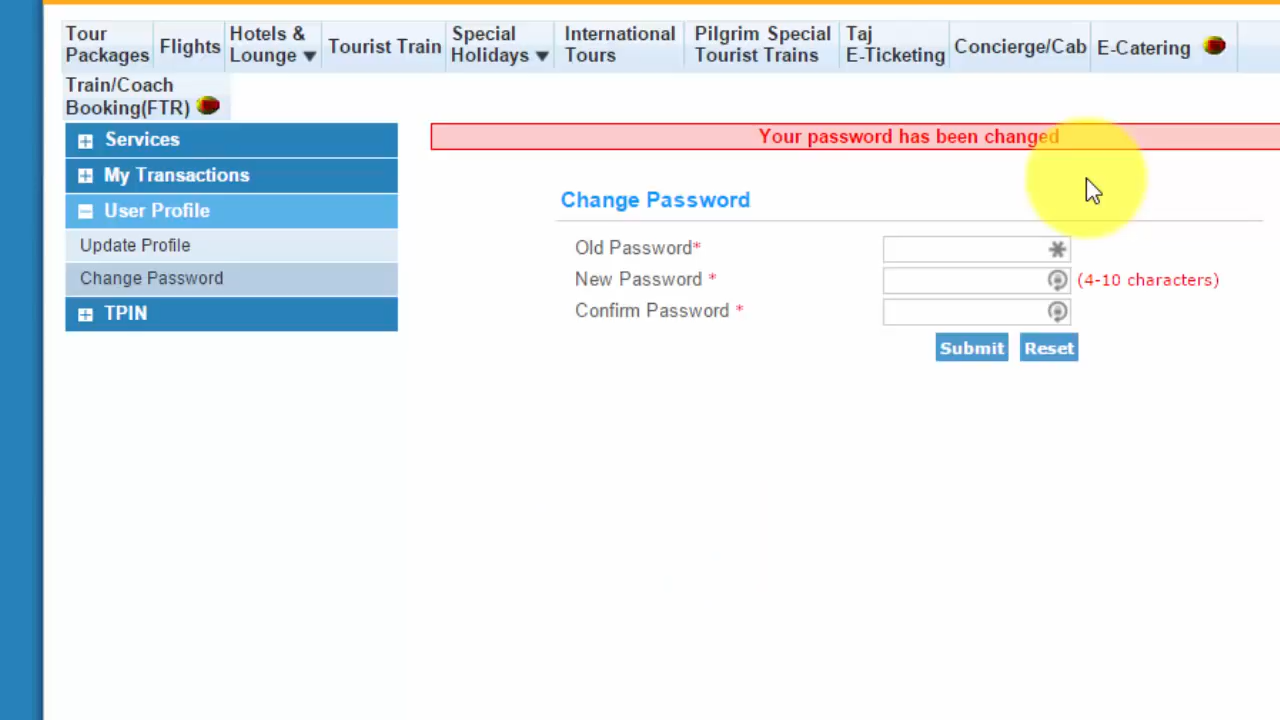 Tour Packages
Flights
Hotels & Lounge
Tourist Train
Special Holidays
International Tours
Pilgrim Special Tourist Trains
Taj E-Ticketing
Concierge/Cab
E-Catering
Train/Coach Booking(FTR)
Services
My Transactions
User Profile
Update Profile
Change Password
TPIN
Your password has been changed
Change Password
Old Password*
New Password * (4-10 characters)
Confirm Password *
Submit Reset